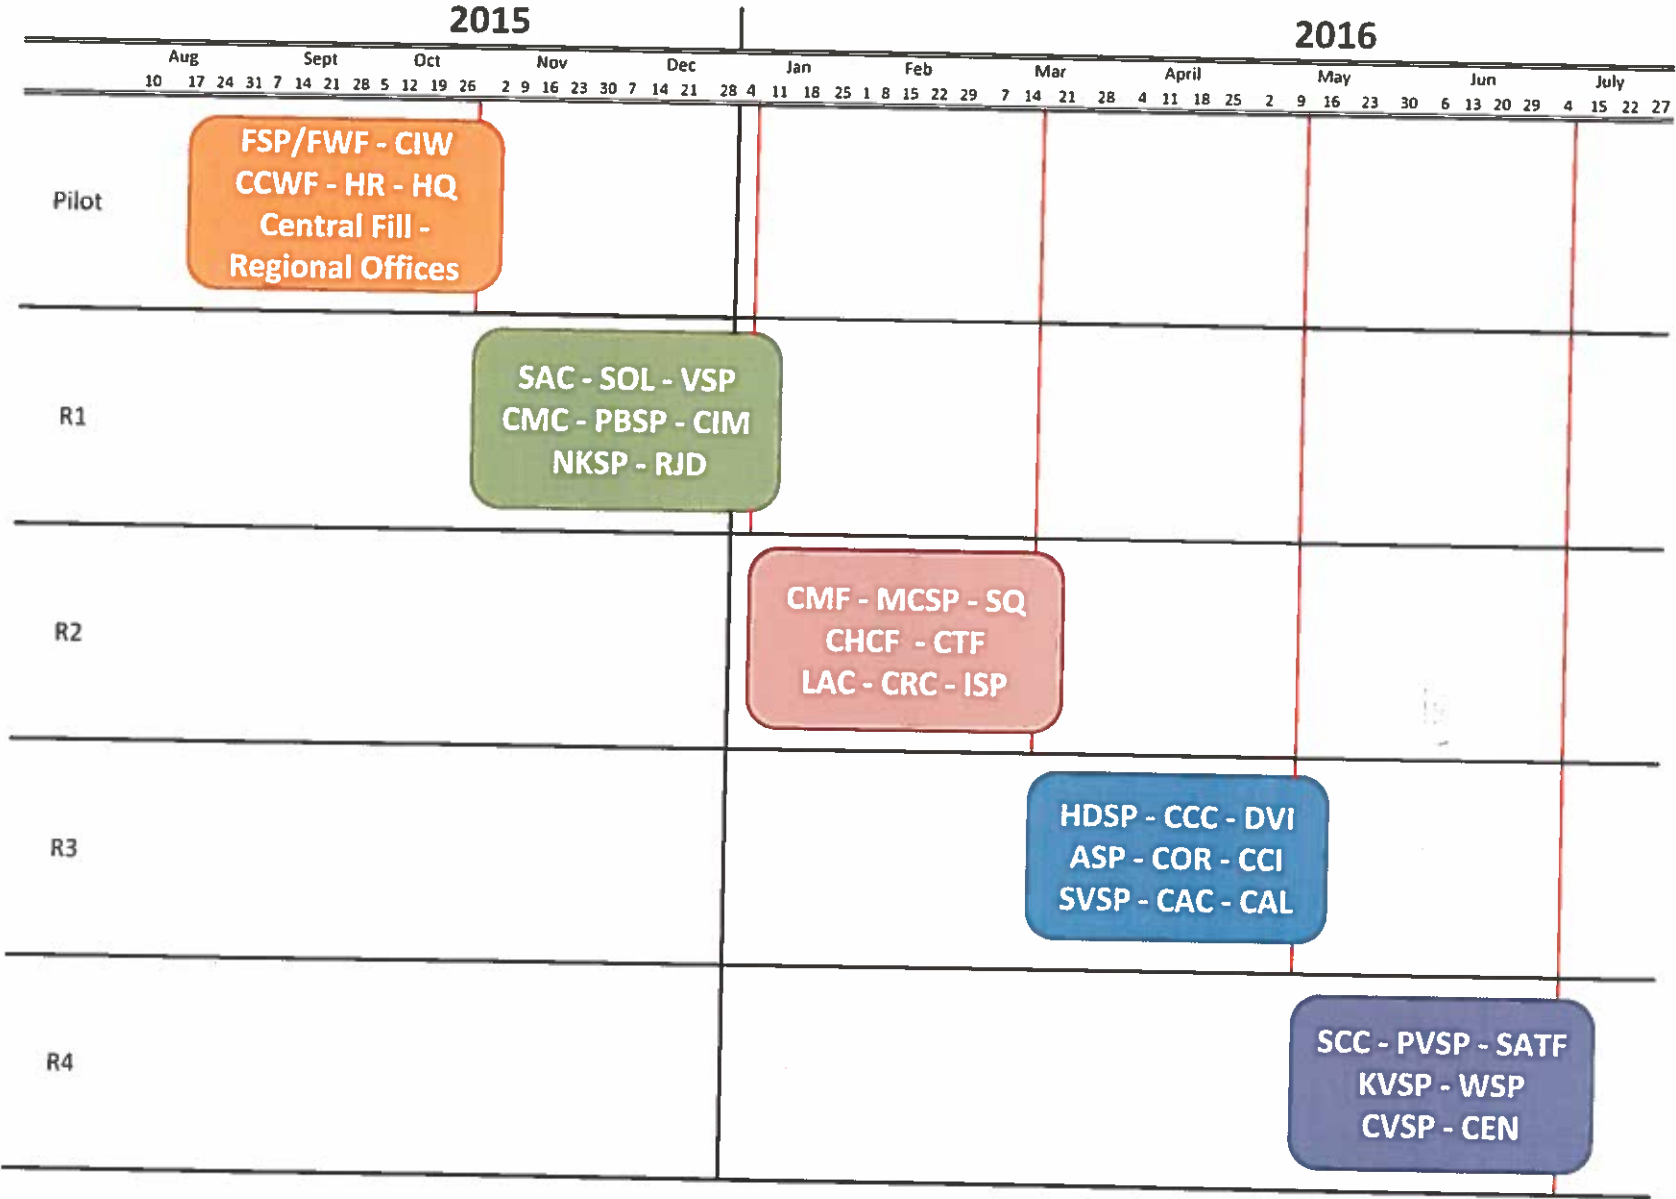 2015 2016
Aug Sept Oct Nov Dec Jan Feb Mar April May Jun July
10 17 24 31 7 14 21 28 5 12 19 26 2 9 16 23 30 7 14 21 28 4 11 18 25 1 8 15 22 29 7 14 21 28 4 11 18 25 2 9 16 23 30 6 13 20 29 4 15 22 27
Pilot
FSP/FWF - CIW
CCWF - HR - HQ
Central Fill -
Regional Offices
R1
SAC - SOL - VSP
CMC - PBSP - CIM
NKSP - RJD
R2
CMF - MCSP - SQ
CHCF - CTF
LAC - CRC - ISP
R3
HDSP - CCC - DVI
ASP - COR - CCI
SVSP - CAC - CAL
R4
SCC - PVSP - SATF
KVSP - WSP
CVSP - CEN